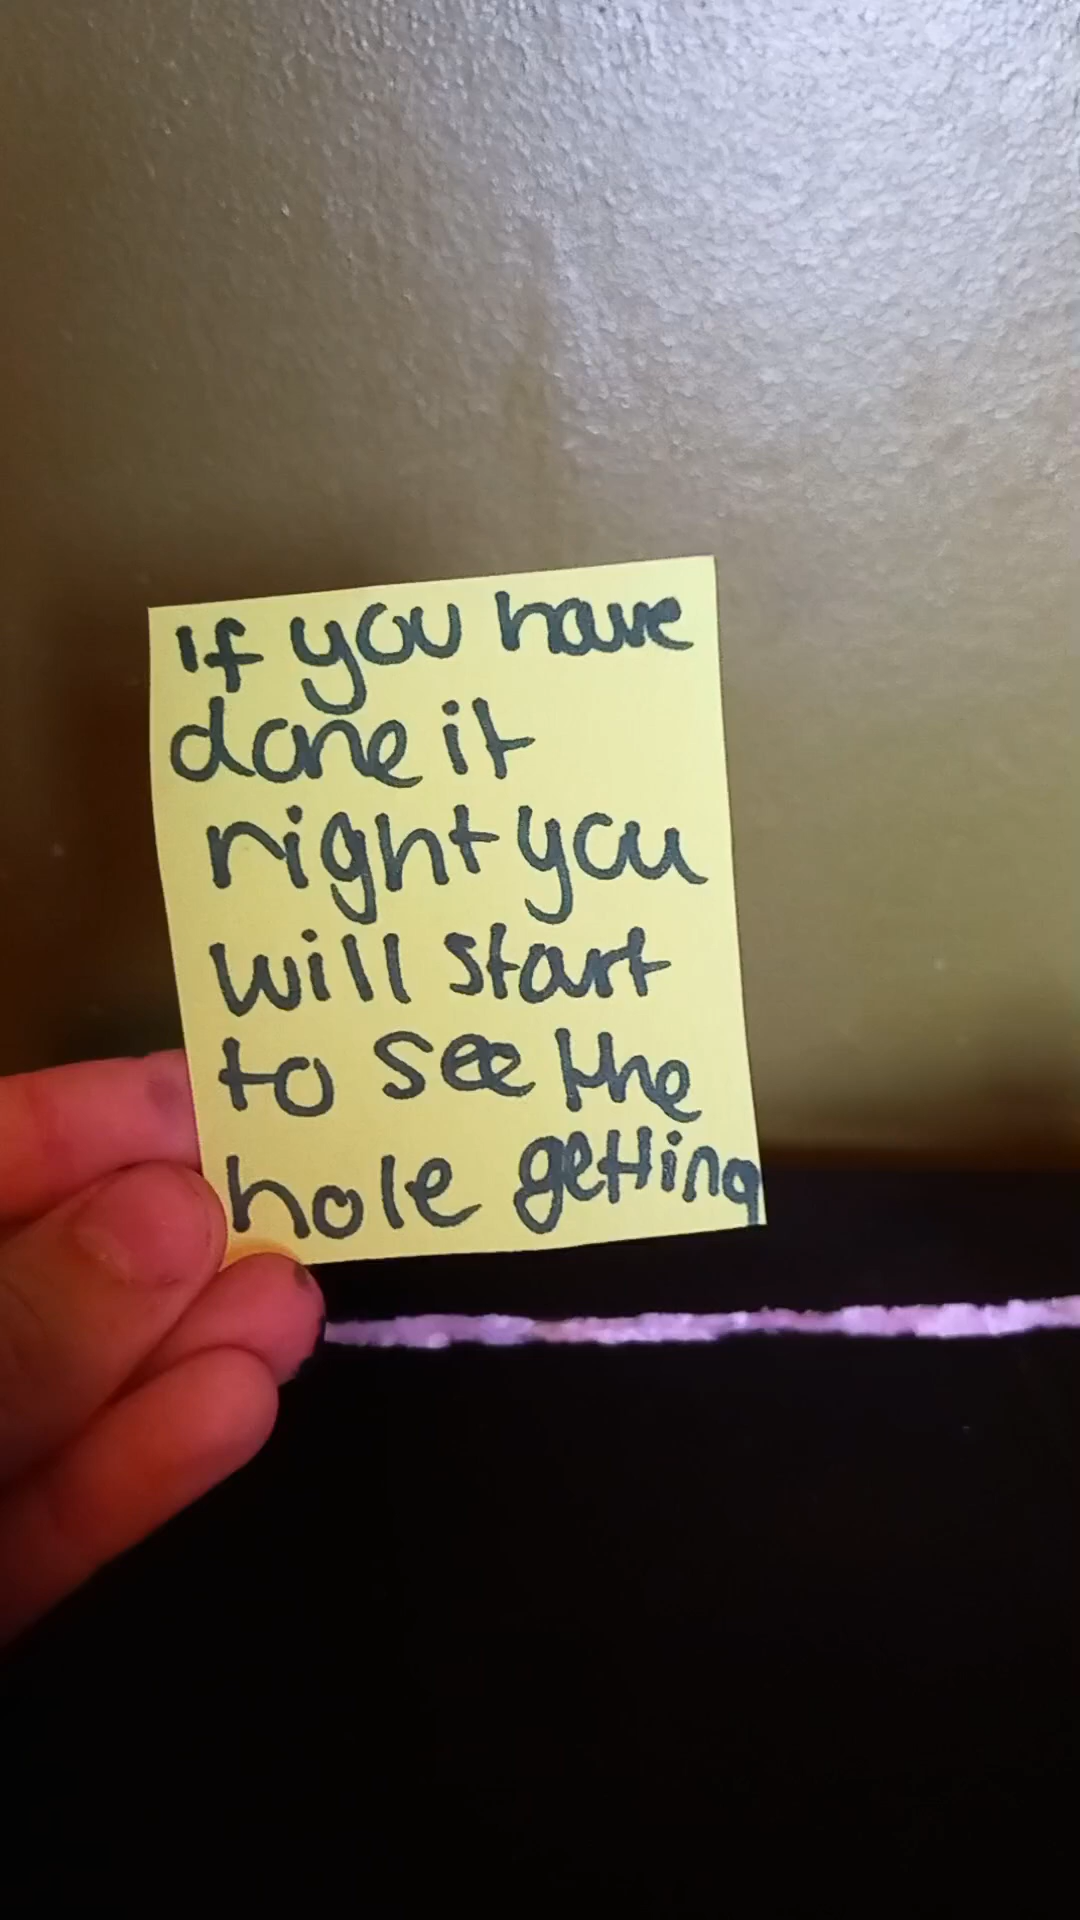 If you have
done it
right you
will start
to see the
hole getting